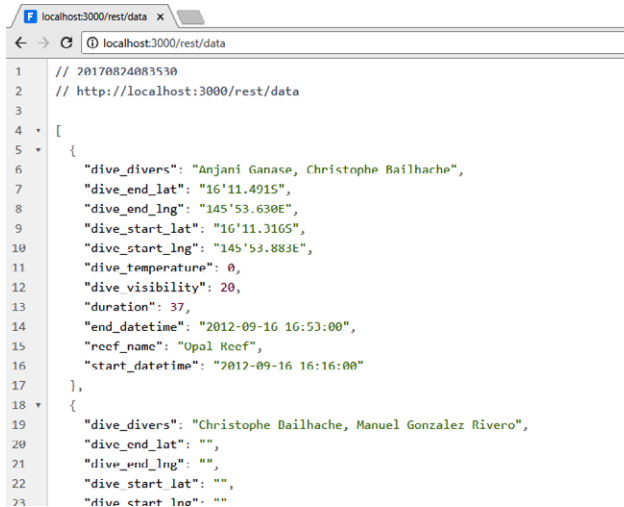 F localhost:3000/rest/data x
localhost:3000/rest/data
1 // 20170824083530
2 // http://localhost:3000/rest/data
3
4 [
5 {
6 "dive_divers": "Anjani Ganase, Christophe Bailhache",
7 "dive_end_lat": "16'11.491S",
8 "dive_end_lng": "145'53.630E",
9 "dive_start_lat": "16'11.316S",
10 "dive_start_lng": "145'53.883E",
11 "dive_temperature": 0,
12 "dive_visibility": 20,
13 "duration": 37,
14 "end_datetime": "2012-09-16 16:53:00",
15 "reef_name": "Opal Reef",
16 "start_datetime": "2012-09-16 16:16:00"
17 },
18 {
19 "dive_divers": "Christophe Bailhache, Manuel Gonzalez Rivero",
20 "dive_end_lat": "",
21 "dive_end_lng": "",
22 "dive_start_lat": "",
23 "dive_start_lng": ""